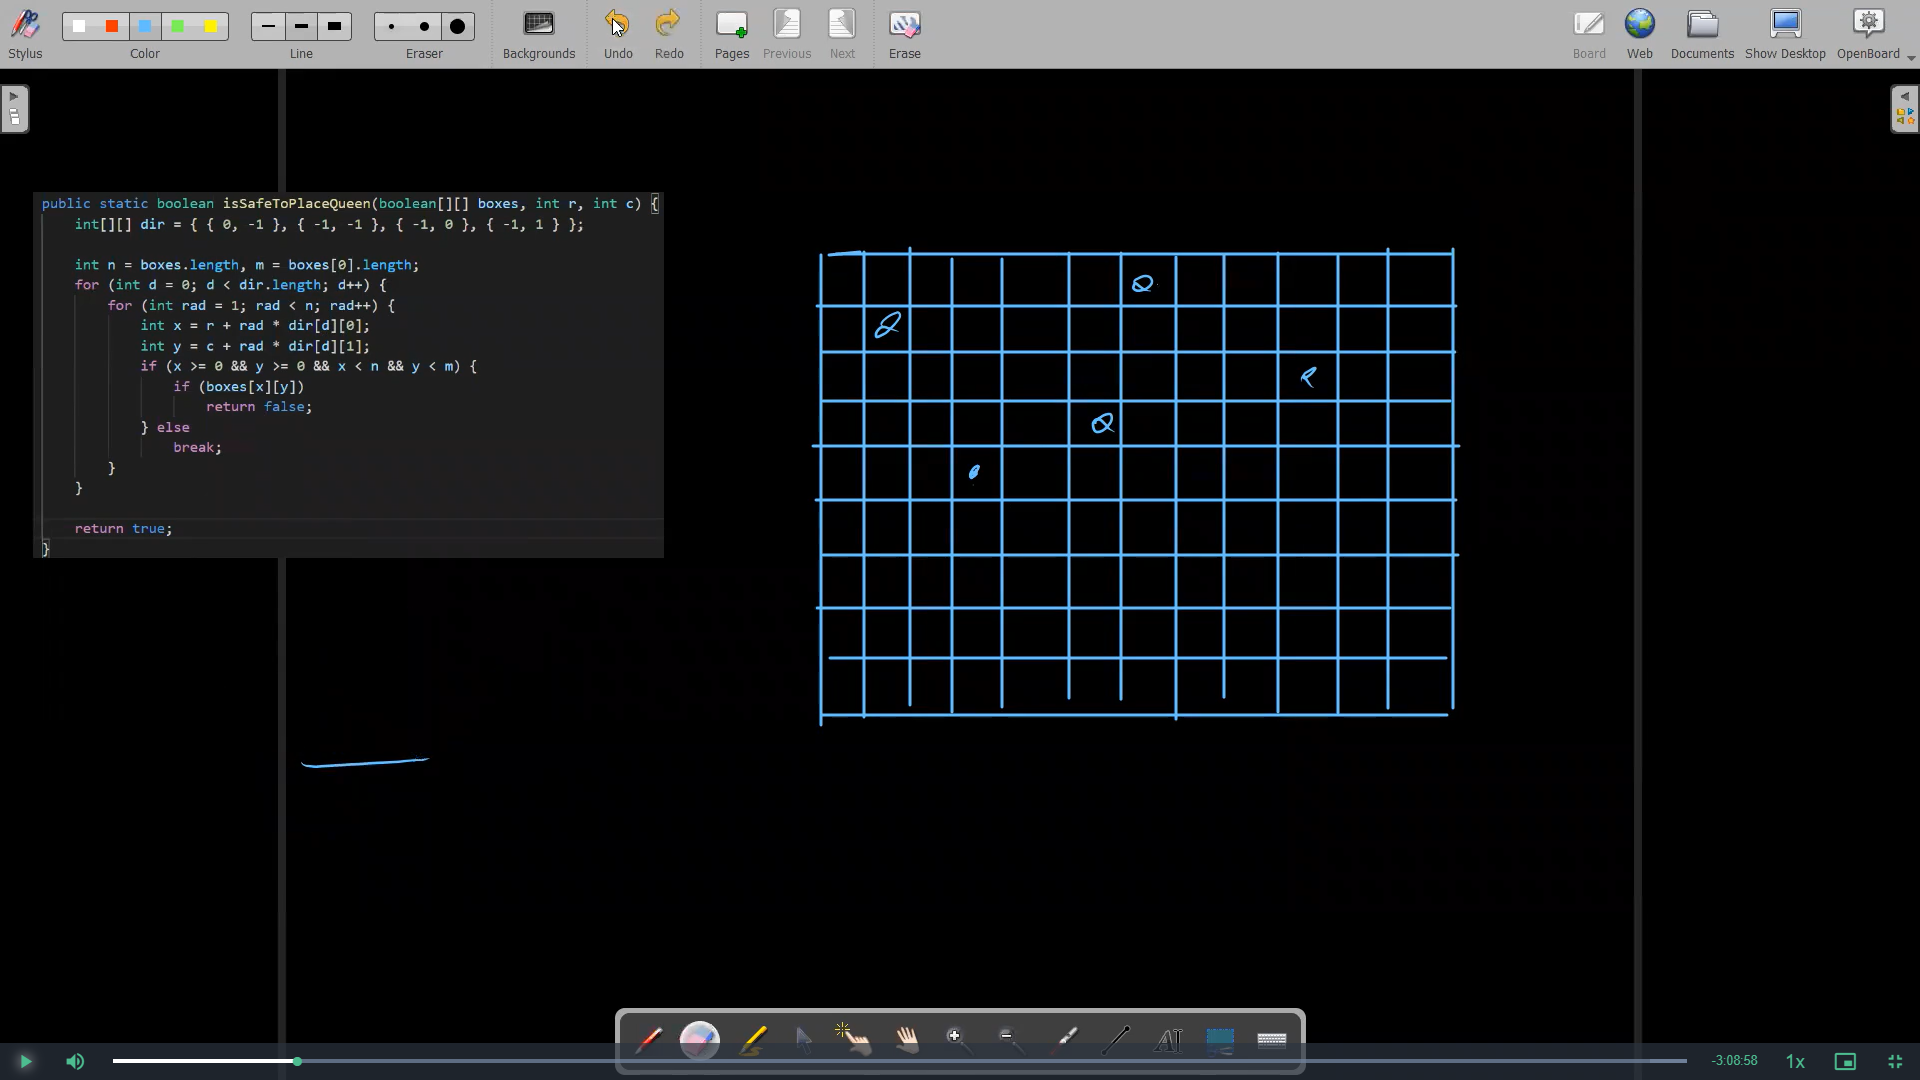 Stylus
Color
Line
Eraser
Backgrounds
Undo
Redo
Pages
Previous
Next
Erase
Board
Web
Documents
Show Desktop
OpenBoard
public static boolean isSafeToPlaceQueen(boolean[][] boxes, int r, int c) {
int[][] dir = { { 0, -1 }, { -1, -1 }, { -1, 0 }, { -1, 1 } };
int n = boxes.length, m = boxes[0].length;
for (int d = 0; d < dir.length; d++) {
for (int rad = 1; rad < n; rad++) {
int x = r + rad * dir[d][0];
int y = c + rad * dir[d][1];
if (x >= 0 && y >= 0 && x < n && y < m) {
if (boxes[x][y])
return false;
} else
break;
}
}
return true;
}
Q
Q
Q
-3:08:58
1x